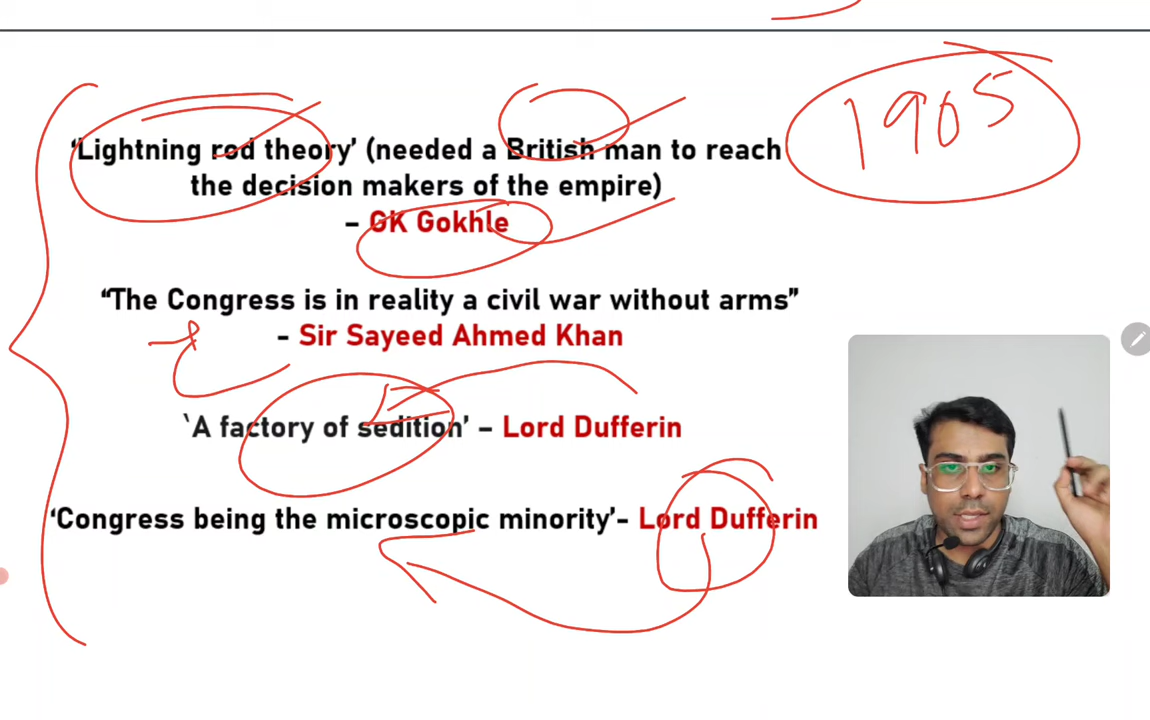 'Lightning rod theory' (needed a British man to reach
the decision makers of the empire)
– GK Gokhle
1905
"The Congress is in reality a civil war without arms"
- Sir Sayeed Ahmed Khan
‵A factory of sedition' – Lord Dufferin
'Congress being the microscopic minority'- Lord Dufferin